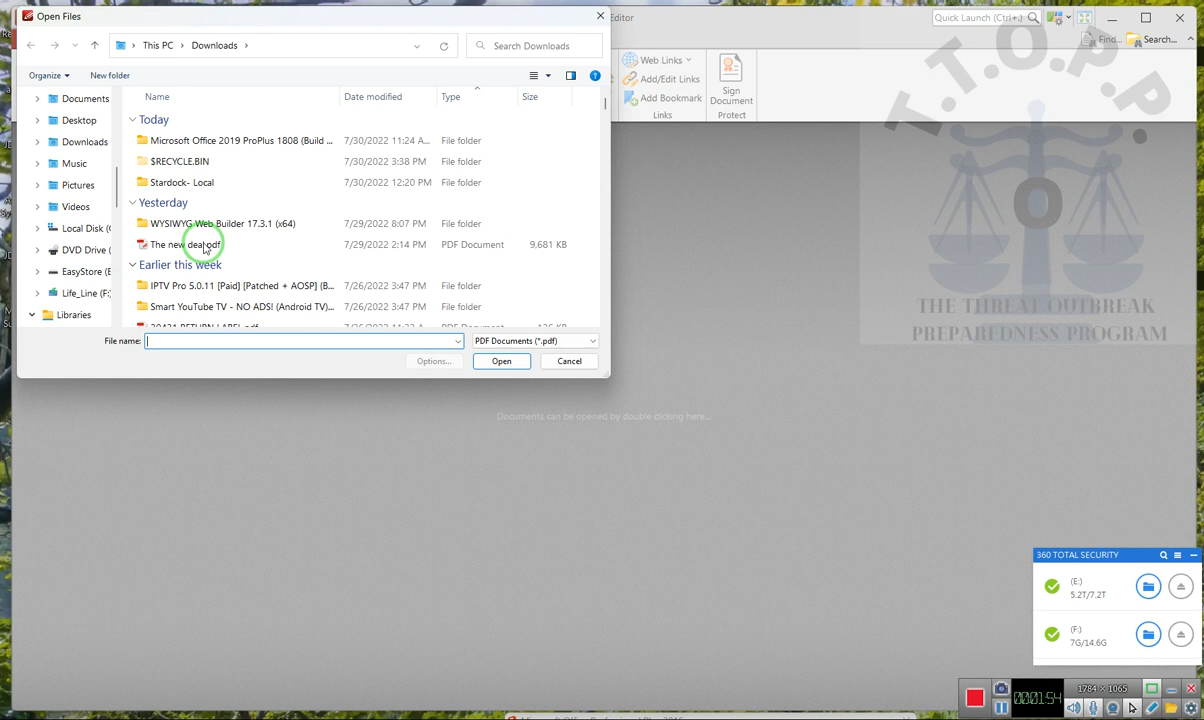 Open Files
Editor
Quick Launch (Ctrl+.)
Find...
Search...
This PC > Downloads >
Search Downloads
Organize
New folder
Web Links
Add/Edit Links
Add Bookmark
Links
Sign
Document
Protect
Name
Date modified
Type
Size
Documents
Desktop
Downloads
Music
Pictures
Videos
Local Disk (
DVD Drive (
EasyStore (E
Life_Line (F:
Libraries
Today
Microsoft Office 2019 ProPlus 1808 (Build ... 7/30/2022 11:24 A... File folder
$RECYCLE.BIN 7/30/2022 3:38 PM File folder
Stardock- Local 7/30/2022 12:20 PM File folder
Yesterday
WYSIWYG Web Builder 17.3.1 (x64) 7/29/2022 8:07 PM File folder
The new deal.pdf 7/29/2022 2:14 PM PDF Document 9,681 KB
Earlier this week
IPTV Pro 5.0.11 [Paid] [Patched + AOSP] (B... 7/26/2022 3:47 PM File folder
Smart YouTube TV - NO ADS! (Android TV)... 7/26/2022 3:47 PM File folder
File name:
PDF Documents (*.pdf)
Options...
Open
Cancel
Documents can be opened by double clicking here...
T.T.O.P.P.
THE THREAT OUTBREAK
PREPAREDNESS PROGRAM
360 TOTAL SECURITY
(E:)
5.2T/7.2T
(F:)
7G/14.6G
00:01:54
1784 × 1065